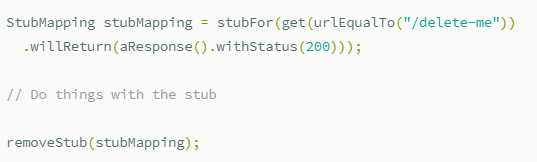 StubMapping stubMapping = stubFor(get(urlEqualTo("/delete-me"))
  .willReturn(aResponse().withStatus(200)));
// Do things with the stub
removeStub(stubMapping);